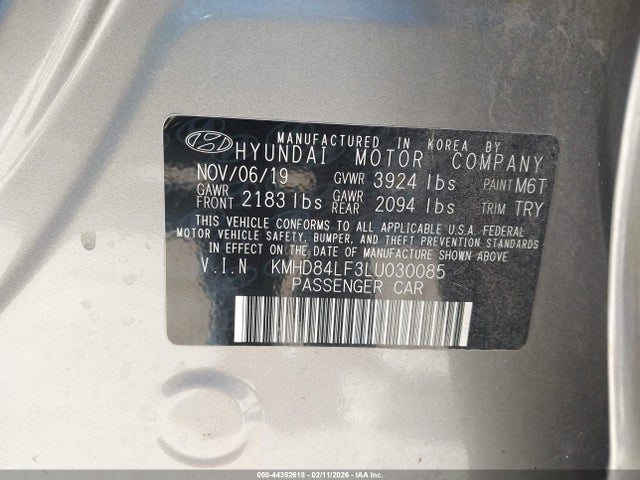 MANUFACTURED IN KOREA BY
HYUNDAI MOTOR COMPANY
NOV/06/19 GVWR 3924 lbs PAINT M6T
GAWR FRONT 2183 lbs GAWR REAR 2094 lbs TRIM TRY
THIS VEHICLE CONFORMS TO ALL APPLICABLE U.S.A. FEDERAL
MOTOR VEHICLE SAFETY, BUMPER, AND THEFT PREVENTION STANDARDS
IN EFFECT ON THE DATE OF MANUFACTURE SHOWN ABOVE.
V.I.N KMHD84LF3LU030085
PASSENGER CAR
000-44352618 - 02/11/2026 - IAA, LLC.